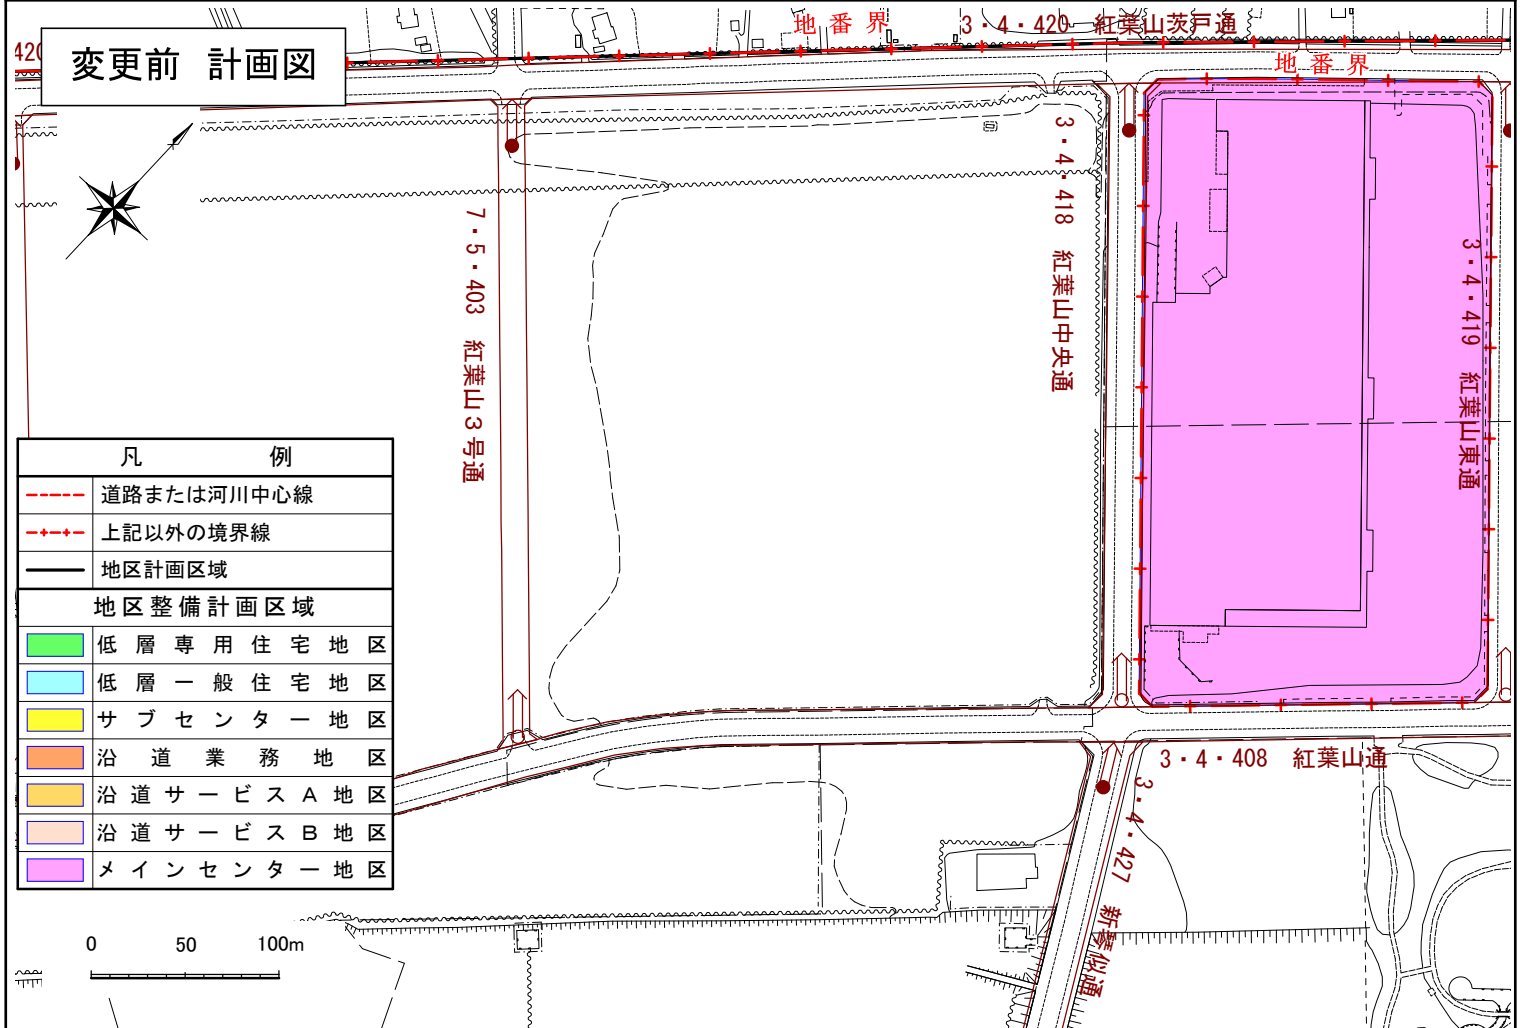 変更前 計画図
420
地番界
3・4・420 紅葉山茨戸通
地番界
7・5・403 紅葉山3号通
3・4・418 紅葉山中央通
3・4・419 紅葉山東通
凡 例
道路または河川中心線
上記以外の境界線
地区計画区域
地区整備計画区域
低層専用住宅地区
低層一般住宅地区
サブセンター地区
沿道業務地区
沿道サービスA地区
沿道サービスB地区
メインセンター地区
3・4・408 紅葉山通
3・4・427 新琴似通
0 50 100m